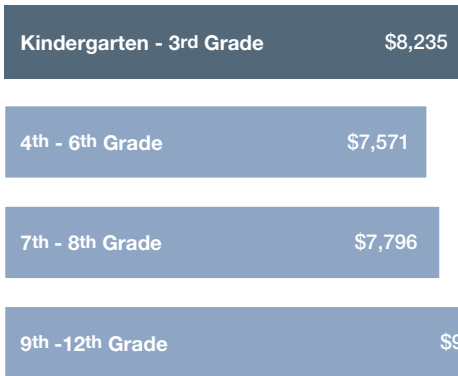 Kindergarten - 3rd Grade $8,235
4th - 6th Grade $7,571
7th - 8th Grade $7,796
9th -12th Grade